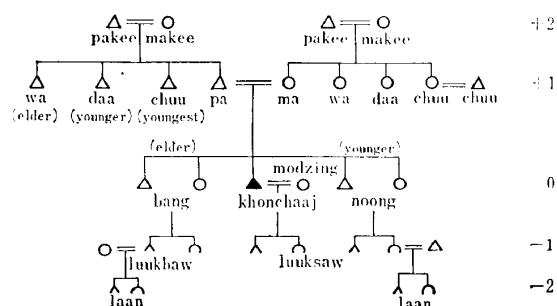 pakee makee pakee makee +2
wa daa chuu pa ma wa daa chuu chuu +1
(elder) (younger) (youngest)
(elder) (younger)
modzing
bang khonchaaj noong 0
luukbaw luuksaw -1
laan laan -2